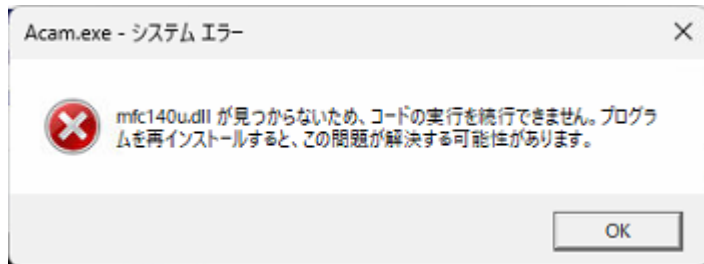 Acam.exe - システム エラー
mfc140u.dll が見つからないため、コードの実行を続行できません。プログラ
ムを再インストールすると、この問題が解決する可能性があります。
OK